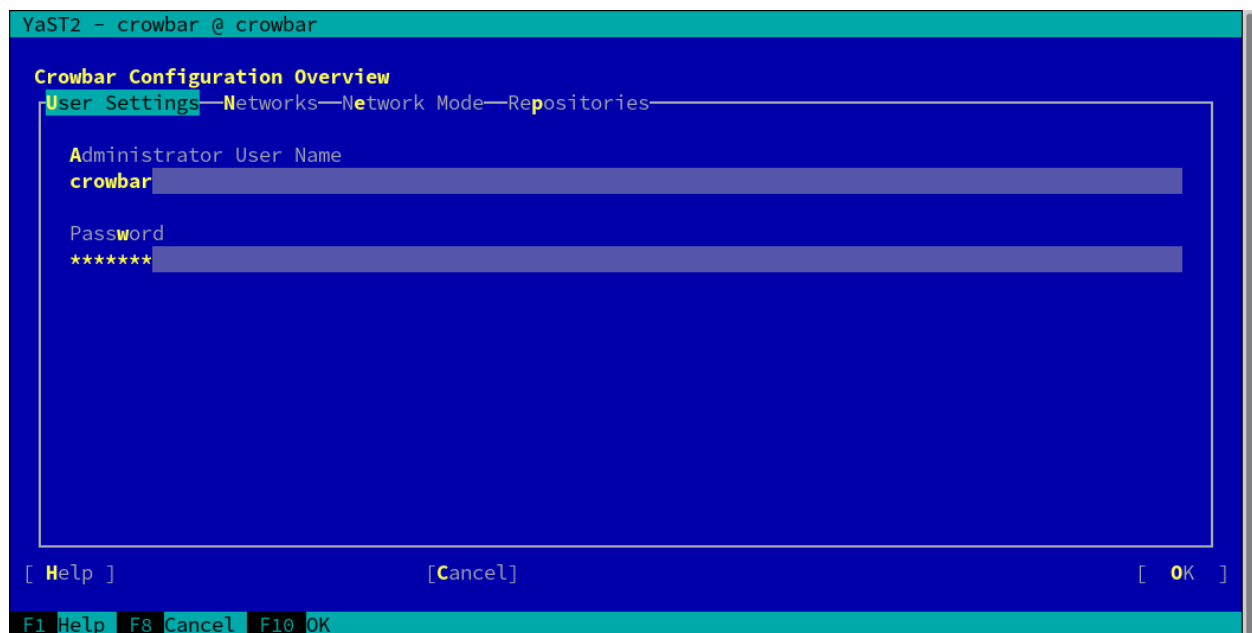 YaST2 - crowbar @ crowbar
Crowbar Configuration Overview
User Settings Networks Network Mode Repositories
Administrator User Name
crowbar
Password
*******
[ Help ] [Cancel] [ OK ]
F1 Help F8 Cancel F10 OK